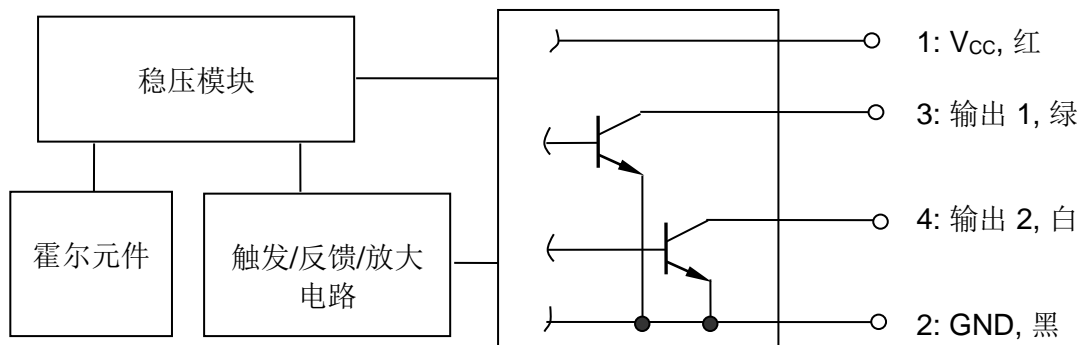 稳压模块
霍尔元件
触发/反馈/放大
电路
1: VCC, 红
3: 输出 1, 绿
4: 输出 2, 白
2: GND, 黑